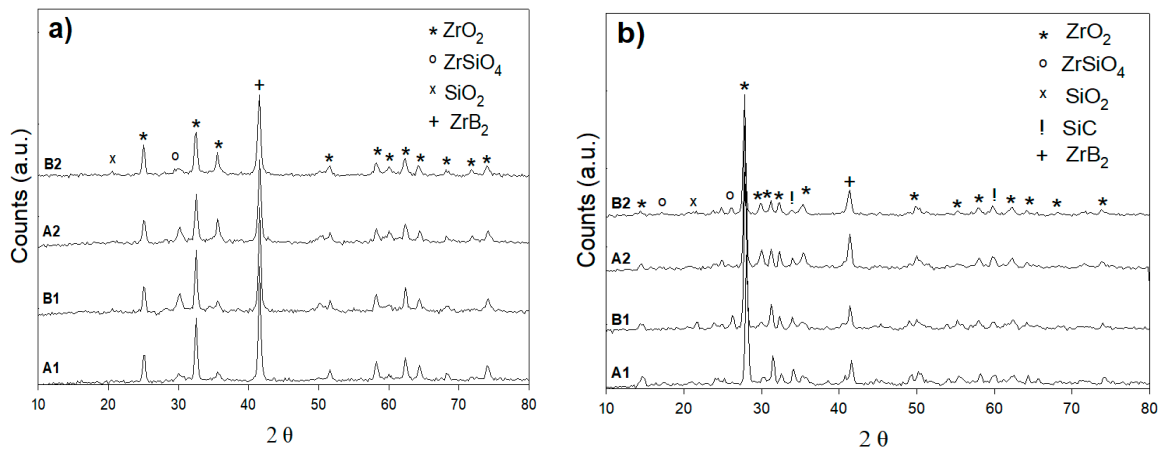 a)
* ZrO₂
o ZrSiO₄
x SiO₂
+ ZrB₂
+
*
*
*
x
o
*
*
*
*
*
*
*
B2
A2
B1
A1
Counts (a.u.)
10 20 30 40 50 60 70 80
2 θ
b)
* ZrO₂
o ZrSiO₄
x SiO₂
! SiC
+ ZrB₂
*
* o x o * * * ! * + * * * ! * * * *
B2
A2
B1
A1
Counts (a.u.)
10 20 30 40 50 60 70 80
2 θ